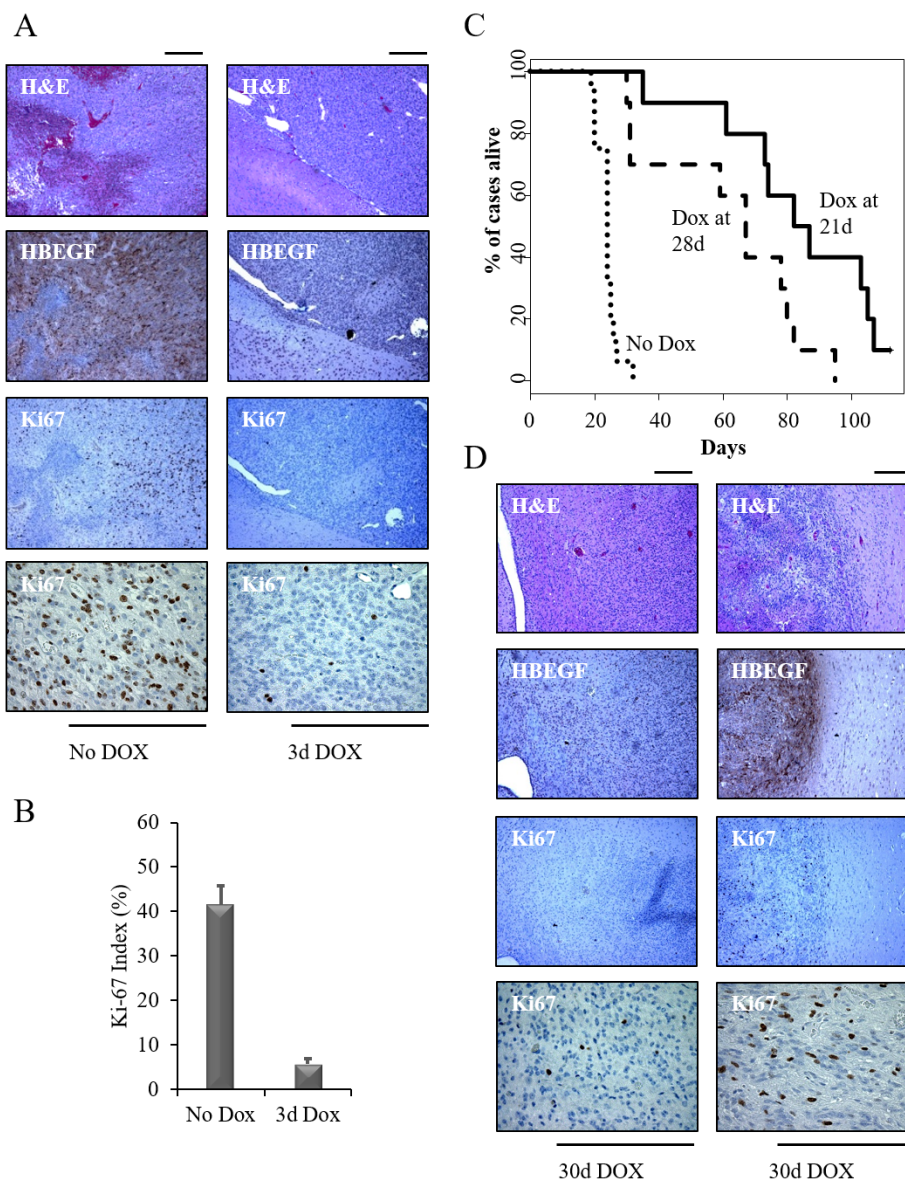 A
H&E
H&E
HBEGF
HBEGF
Ki67
Ki67
Ki67
Ki67
No DOX
3d DOX
B
60
50
40
30
20
10
0
Ki-67 Index (%)
No Dox
3d Dox
C
100
80
60
40
20
0
% of cases alive
Dox at
21d
Dox at
28d
No Dox
0
20
40
60
80
100
Days
D
H&E
H&E
HBEGF
HBEGF
Ki67
Ki67
Ki67
Ki67
30d DOX
30d DOX